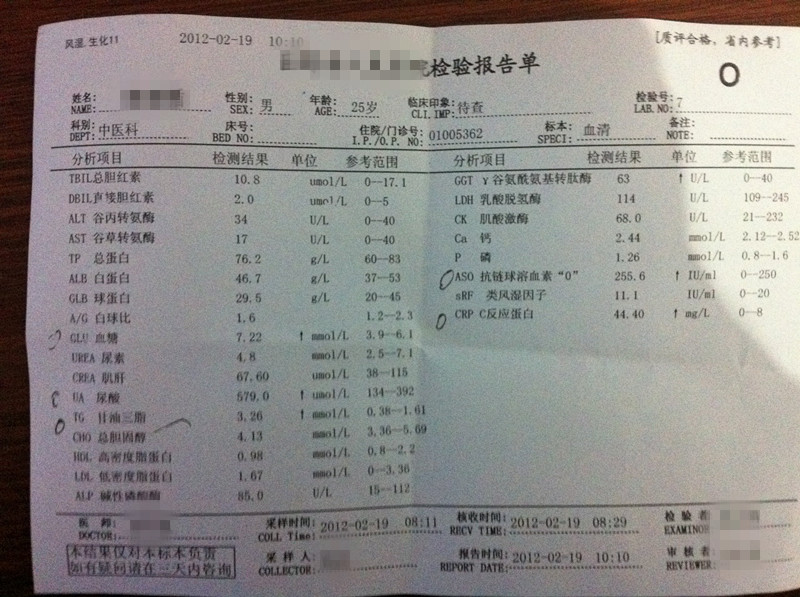 风湿,生化11 2012-02-19 10:10 [质评合格、省内参考]
检验报告单
姓名: 性别: 男 年龄: 25岁 临床印象: 待查 检验号: 7
NAME: SEX: AGE: CLI.IMP: LAB.NO:
科别: 中医科 床号: 住院/门诊号: 01005362 标本: 血清 备注:
DEPT: BED NO: I.P./O.P. NO: SPECI: NOTE:
分析项目 检测结果 单位 参考范围 分析项目 检测结果 单位 参考范围
TBIL总胆红素 10.8 umol/L 0--17.1 GGT γ谷氨酰氨基转肽酶 63 ↑ U/L 0--40
DBIL直接胆红素 2.0 umol/L 0--5 LDH 乳酸脱氢酶 114 U/L 109--245
ALT 谷丙转氨酶 34 U/L 0--40 CK 肌酸激酶 68.0 U/L 21--232
AST 谷草转氨酶 17 U/L 0--40 Ca 钙 2.44 mmol/L 2.12--2.52
TP 总蛋白 76.2 g/L 60--83 P 磷 1.26 mmol/L 0.8--1.6
ALB 白蛋白 46.7 g/L 37--53 ASO 抗链球溶血素“0” 255.6 ↑ IU/ml 0--250
GLB 球蛋白 29.5 g/L 20--45 sRF 类风湿因子 11.1 IU/ml 0--20
A/G 白球比 1.6 1.2--2.3 CRP C反应蛋白 44.40 ↑ mg/L 0--8
GLU 血糖 7.22 ↑ mmol/L 3.9--6.1
UREA 尿素 4.8 mmol/L 2.5--7.1
CREA 肌肝 67.60 umol/L 38--115
UA 尿酸 579.0 ↑ umol/L 134--392
TG 甘油三脂 3.26 ↑ mmol/L 0.38--1.61
CHO 总胆固醇 4.13 mmol/L 3.36--5.69
HDL 高密度脂蛋白 0.98 mmol/L 0.8--2.2
LDL 低密度脂蛋白 1.67 mmol/L 0--3.36
ALP 碱性磷酸酶 85.0 U/L 15--112
医 师: 采样时间: 2012-02-19 08:11 核收时间: 2012-02-19 08:29 检 验 者
DOCTOR: COLL Time: RECV TIME: EXAMINER
本结果仅对本标本负责 采 样 人: 报告时间: 2012-02-19 10:10 审 核 者
如有疑问请在三天内咨询 COLLECTOR: REPORT DATE: REVIEWER